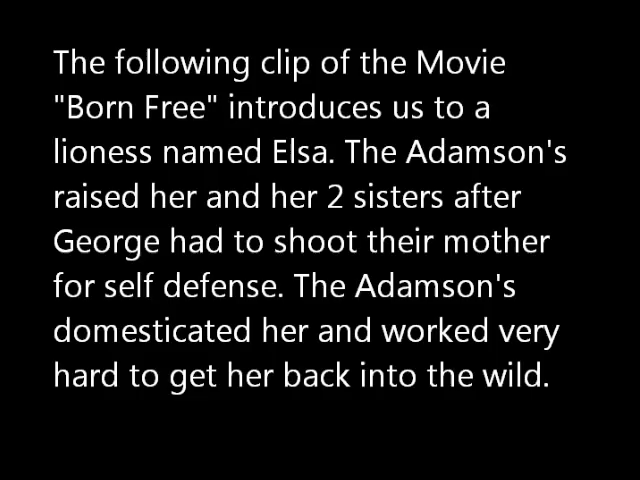 The following clip of the Movie
"Born Free" introduces us to a
lioness named Elsa. The Adamson's
raised her and her 2 sisters after
George had to shoot their mother
for self defense. The Adamson's
domesticated her and worked very
hard to get her back into the wild.